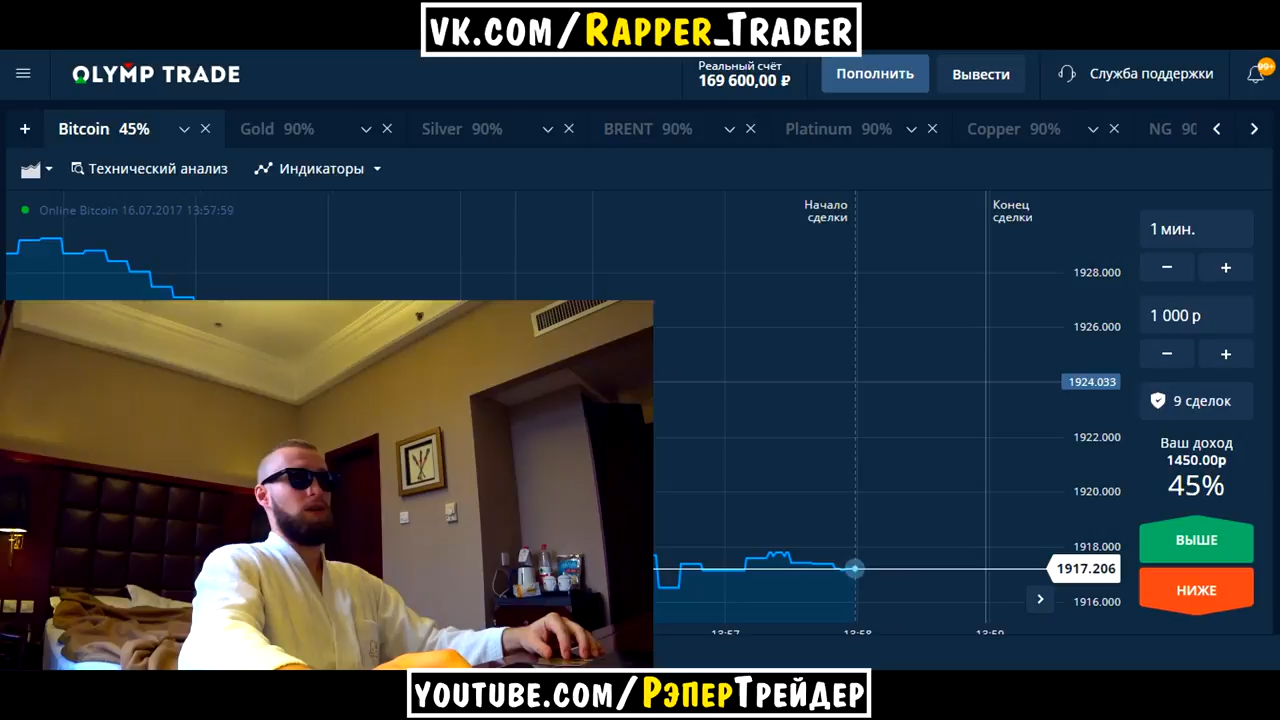 VK.COM/RAPPER_TRADER
OLYMP TRADE
Реальный счёт
169 600,00 ₽
Пополнить
Вывести
Служба поддержки
99+
+ Bitcoin 45%
Gold 90%
Silver 90%
BRENT 90%
Platinum 90%
Copper 90%
NG 90
Технический анализ
Индикаторы
Online Bitcoin 16.07.2017 13:57:59
Начало
сделки
Конец
сделки
1 мин.
− +
1 000 р
− +
9 сделок
Ваш доход
1450.00р
45%
ВЫШЕ
НИЖЕ
1928.000
1926.000
1924.033
1922.000
1920.000
1918.000
1917.206
1916.000
13:57
13:58
13:59
YOUTUBE.COM/РЭПЕРТРЕЙДЕР